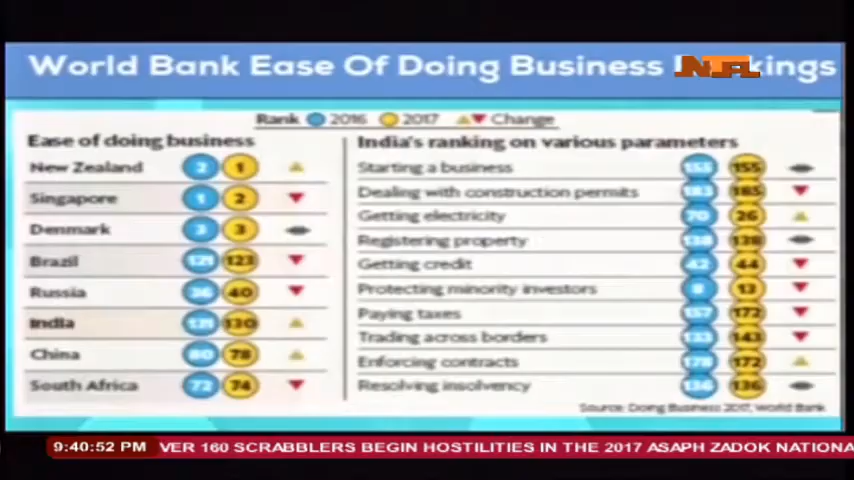 World Bank Ease Of Doing Business kings
NTL
Rank 2016 2017 Change
Ease of doing business
New Zealand 2 1
Singapore 1 2
Denmark 3 3
Brazil 121 123
Russia 40
India 130
China 80 78
South Africa 72 74
India's ranking on various parameters
Starting a business 155 155
Dealing with construction permits 183 185
Getting electricity 70 26
Registering property 138 138
Getting credit 42 44
Protecting minority investors 8 13
Paying taxes 157 172
Trading across borders 133 143
Enforcing contracts 178 172
Resolving insolvency 136 136
Source: Doing Business 2017, World Bank
9:40:52 PM VER 160 SCRABBLERS BEGIN HOSTILITIES IN THE 2017 ASAPH ZADOK NATIONA